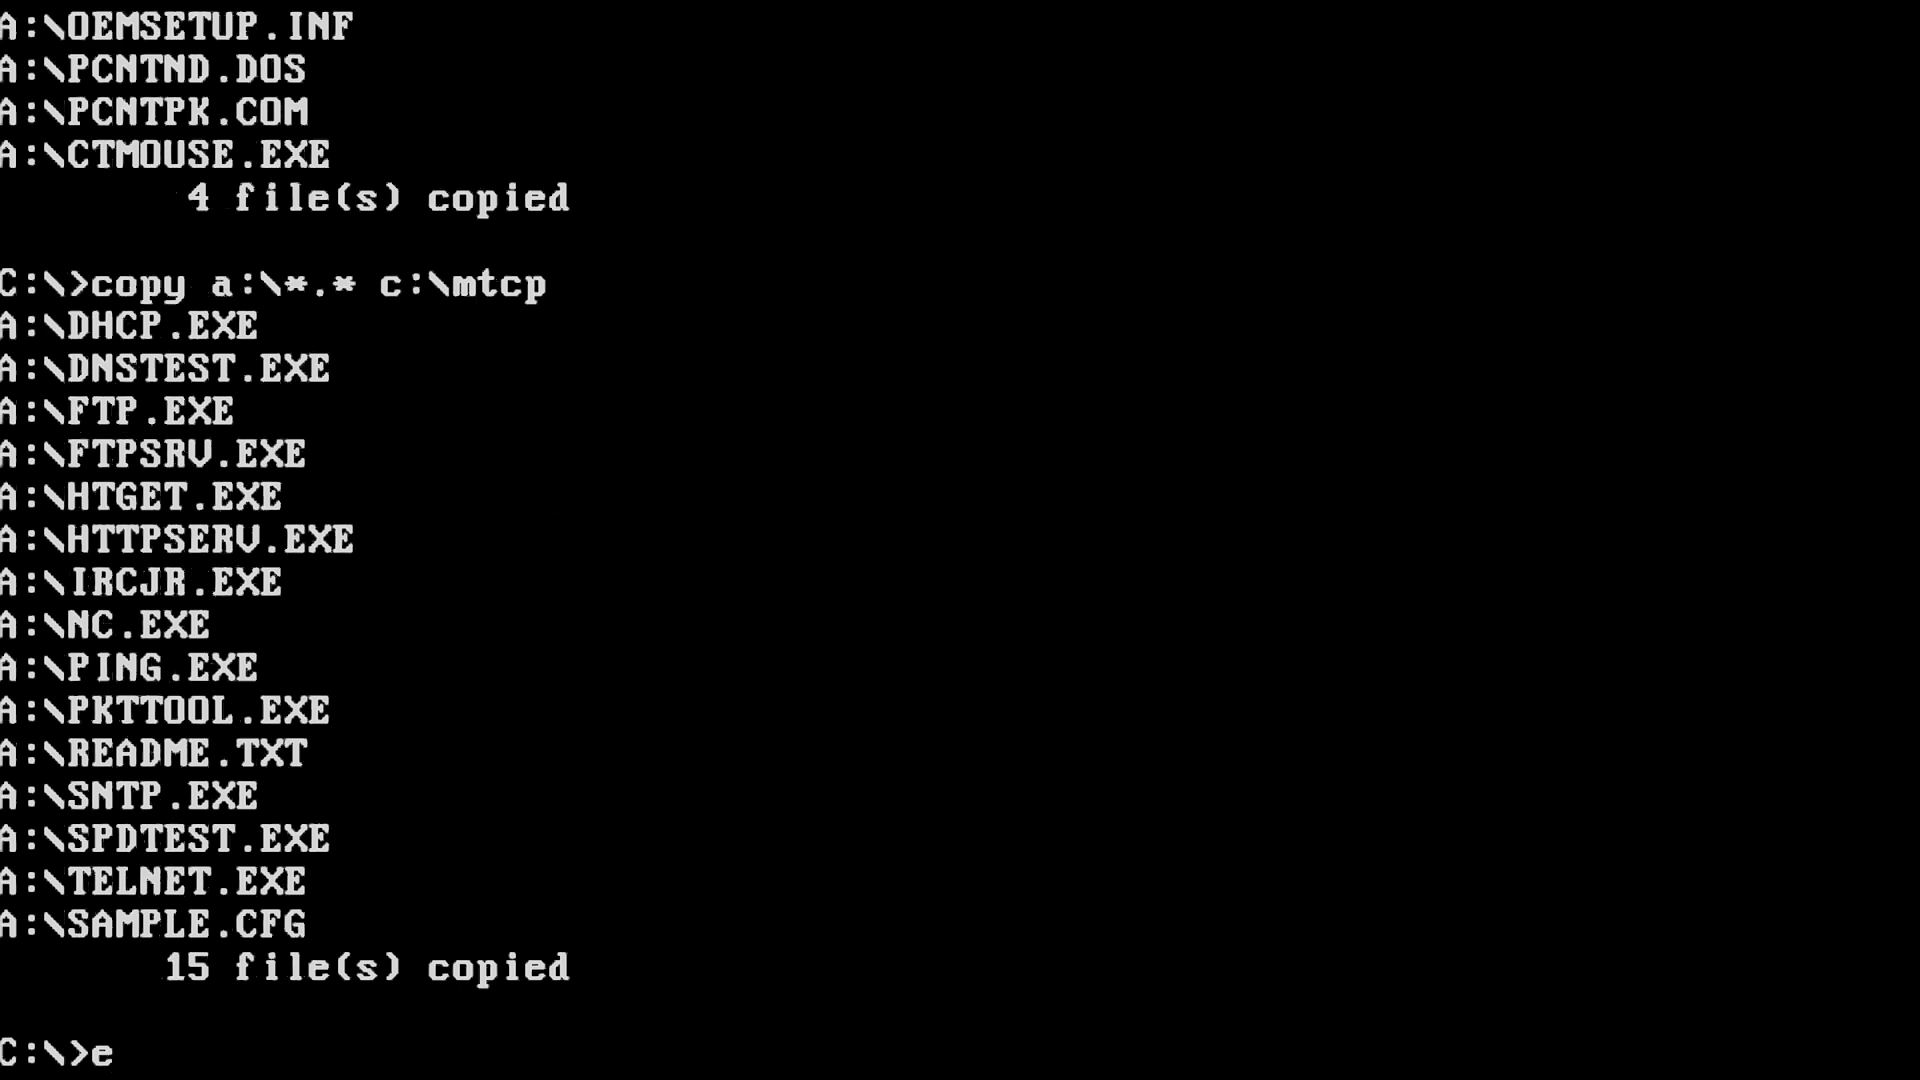 A:\OEMSETUP.INF
A:\PCNTND.DOS
A:\PCNTPK.COM
A:\CTMOUSE.EXE
4 file(s) copied
C:\>copy a:\*.* c:\mtcp
A:\DHCP.EXE
A:\DNSTEST.EXE
A:\FTP.EXE
A:\FTPSRV.EXE
A:\HTGET.EXE
A:\HTTPSERV.EXE
A:\IRCJR.EXE
A:\NC.EXE
A:\PING.EXE
A:\PKTTOOL.EXE
A:\README.TXT
A:\SNTP.EXE
A:\SPDTEST.EXE
A:\TELNET.EXE
A:\SAMPLE.CFG
15 file(s) copied
C:\>e